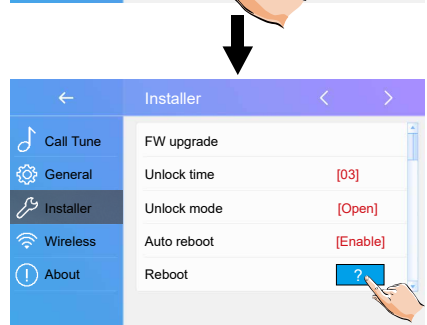 Installer
Call Tune
FW upgrade
General
Unlock time [03]
Installer
Unlock mode [Open]
Wireless
Auto reboot [Enable]
About
Reboot ?